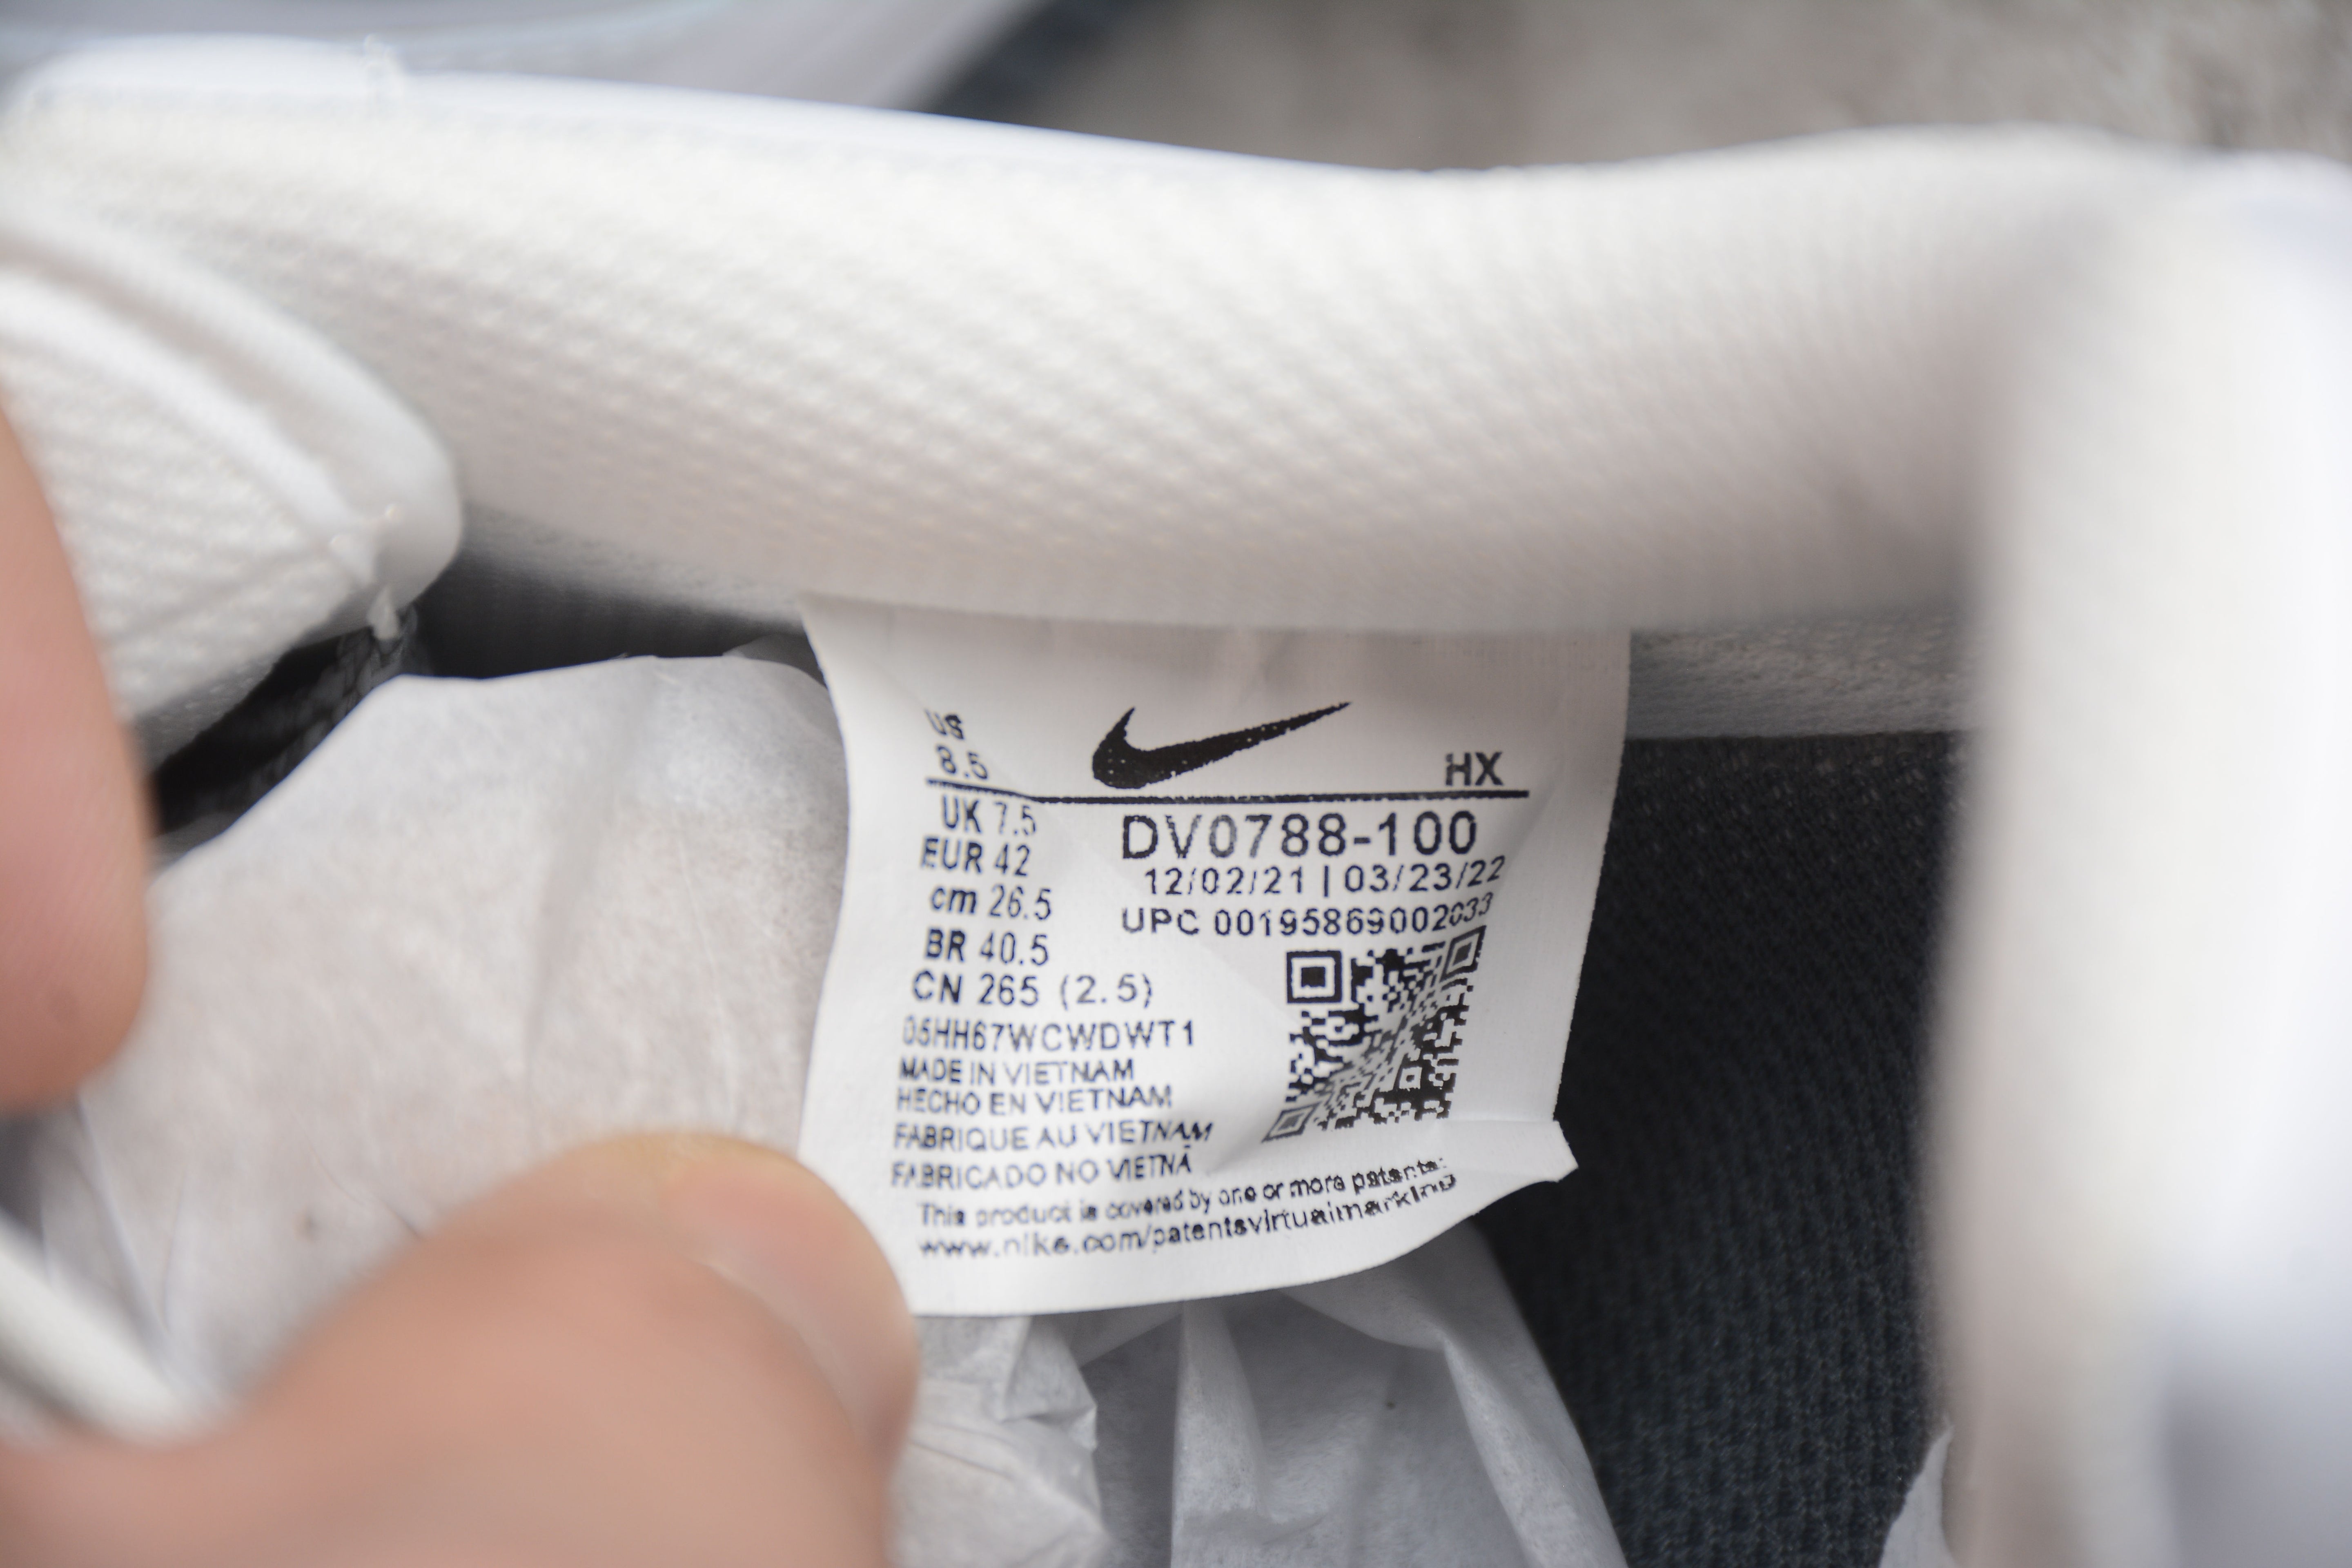 US
8.5
HX
UK 7.5
EUR 42
cm 26.5
BR 40.5
CN 265 (2.5)
DV0788-100
12/02/21 | 03/23/22
UPC 00195869002033
05HH67WCWDWT1
MADE IN VIETNAM
HECHO EN VIETNAM
FABRIQUE AU VIETNAM
FABRICADO NO VIETNÃ
This product is covered by one or more patents:
www.nike.com/patentsvirtualmarking